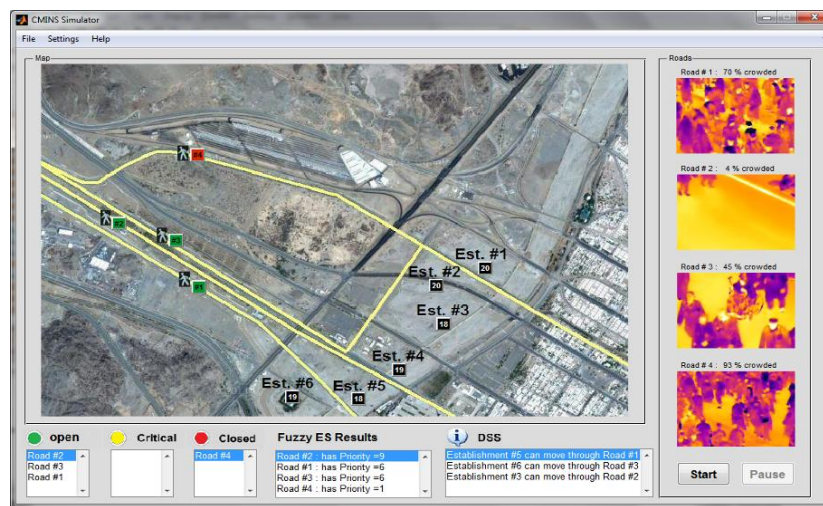 CMINS Simulator
File Settings Help
Map
#4
#2
#3
#1
Est. #1
20
Est. #2
20
Est. #3
18
Est. #4
19
Est. #5
18
Est. #6
19
Roads
Road # 1 : 70 % crowded
Road # 2 : 4 % crowded
Road # 3 : 45 % crowded
Road # 4 : 93 % crowded
Start Pause
open
Road #2
Road #3
Road #1
Critical
Closed
Road #4
Fuzzy ES Results
Road #2 : has Priority =9
Road #1 : has Priority =6
Road #3 : has Priority =6
Road #4 : has Priority =1
DSS
Establishment #5 can move through Road #1
Establishment #6 can move through Road #3
Establishment #3 can move through Road #2